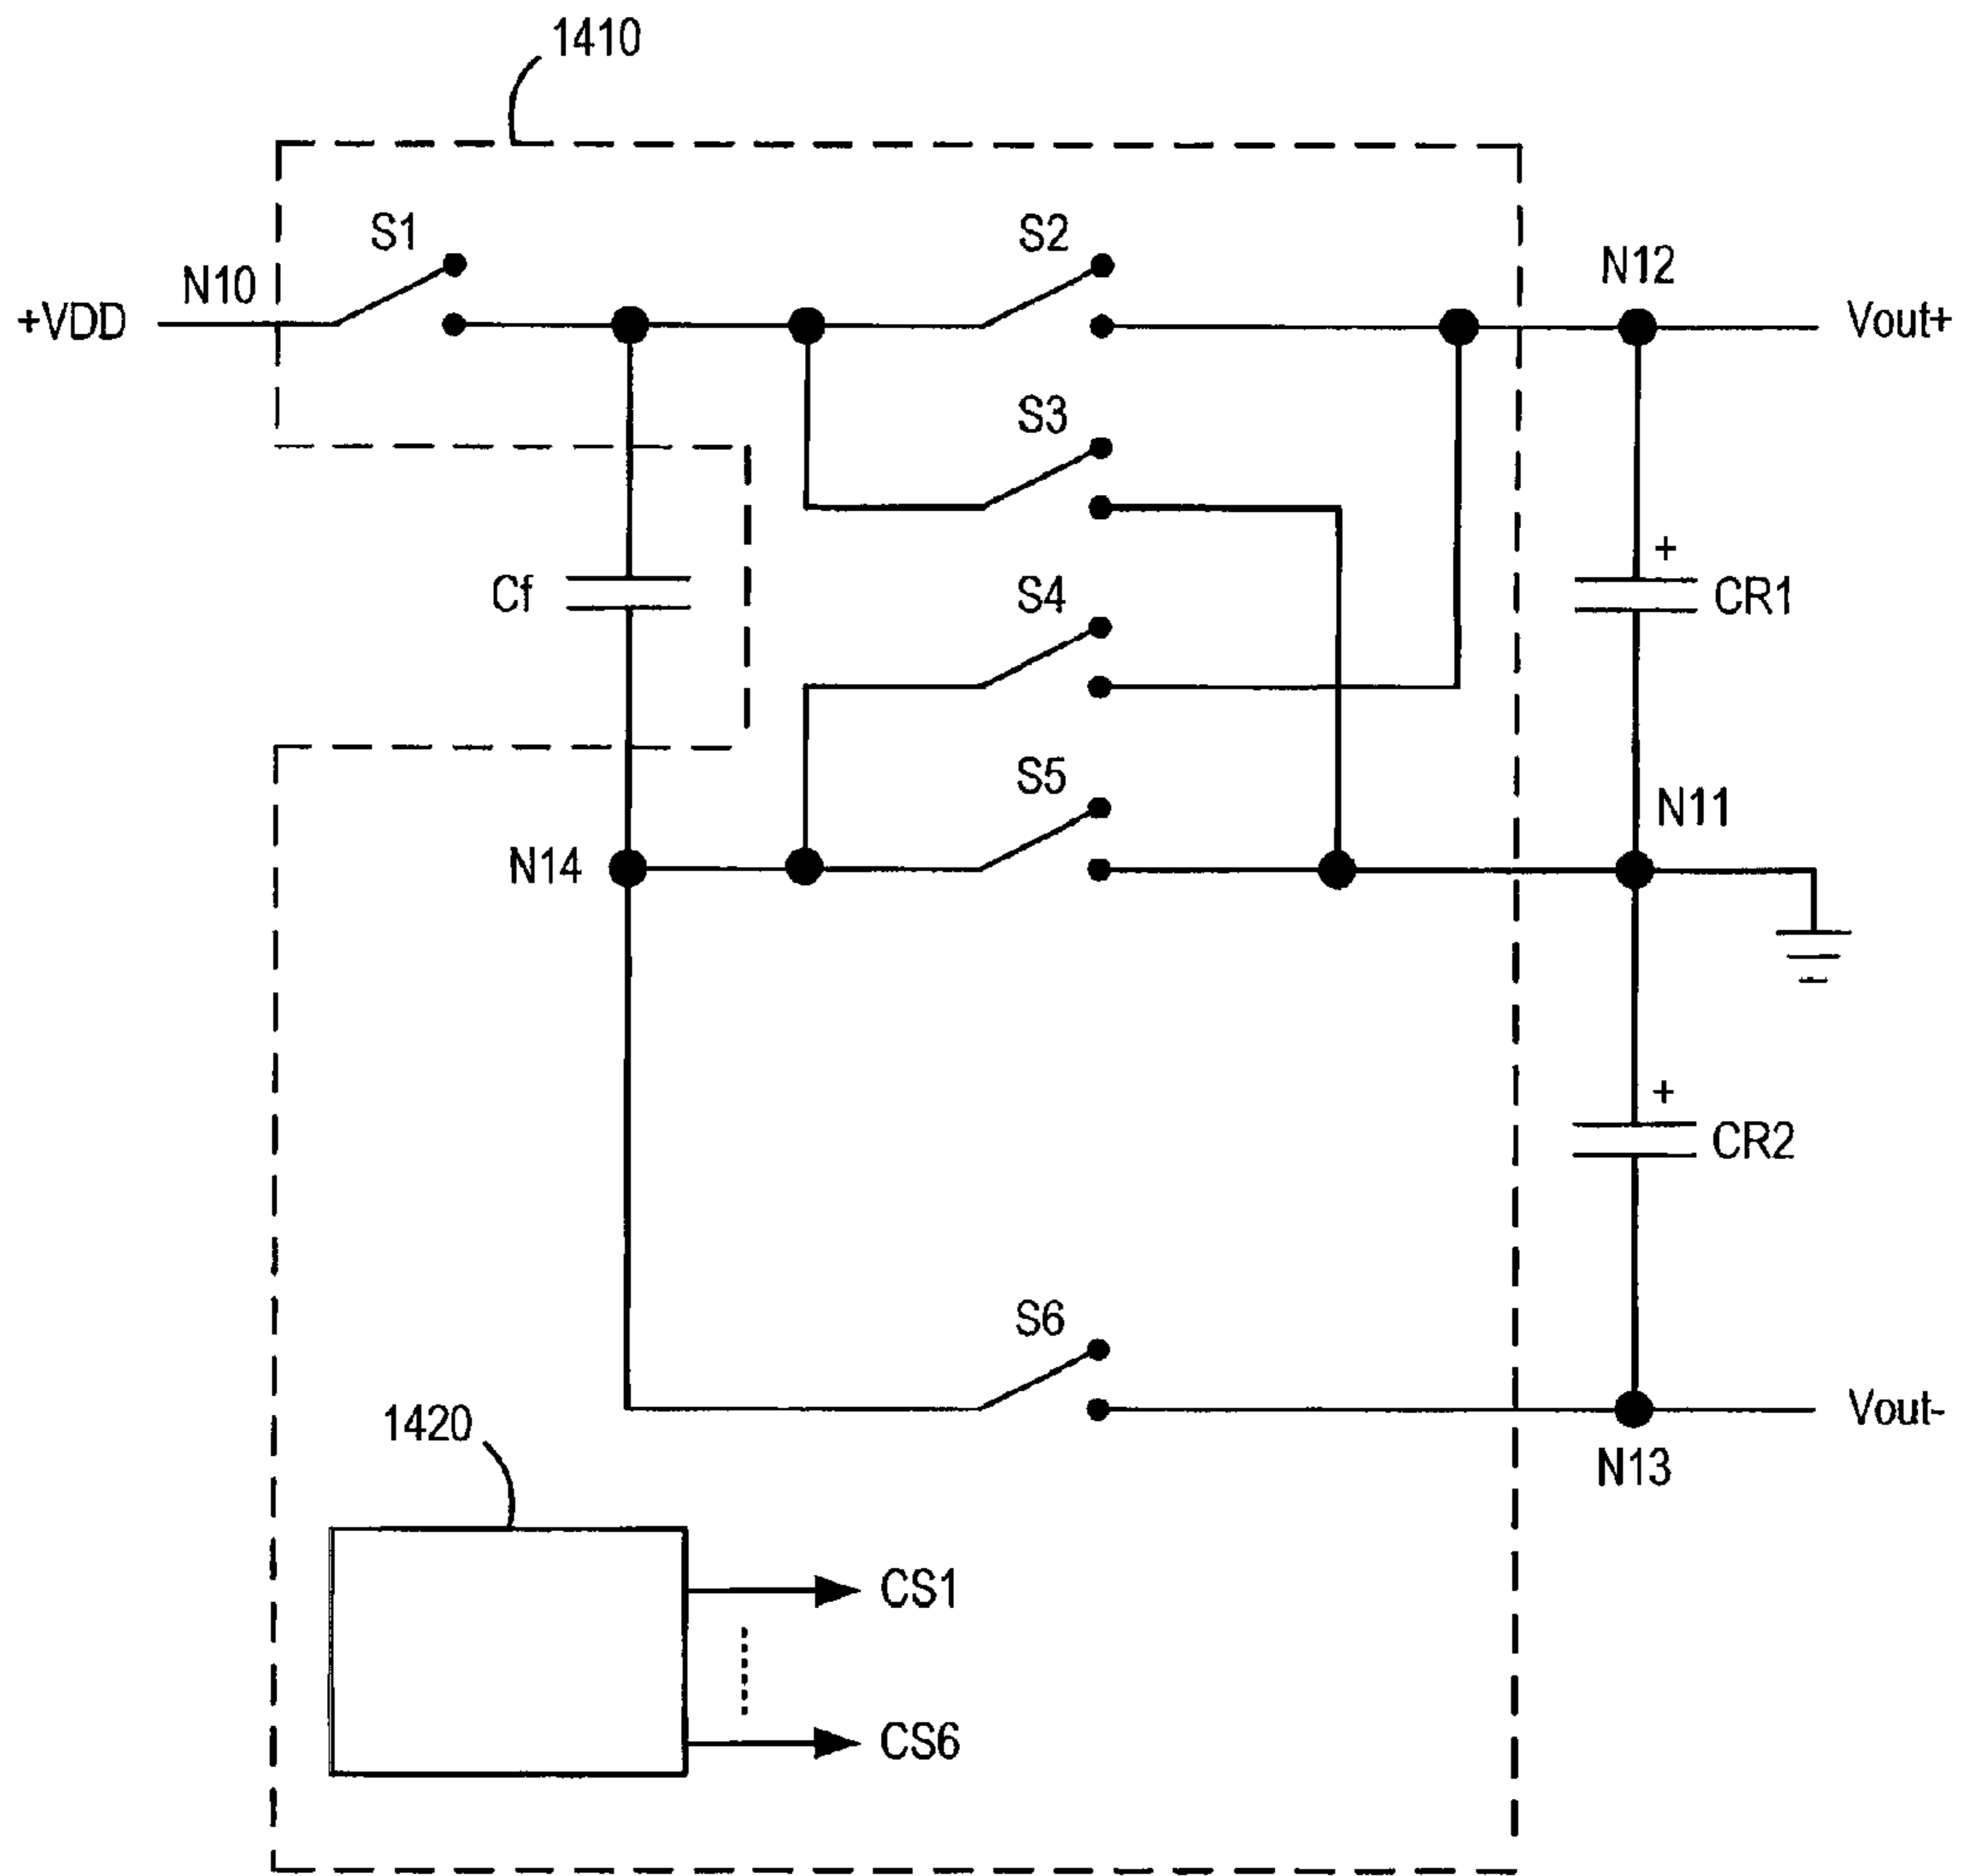 1410
S1
S2
N10
N12
+VDD
Vout+
S3
+
Cf
S4
CR1
S5
N11
N14
+
CR2
S6
1420
Vout-
N13
CS1
CS6